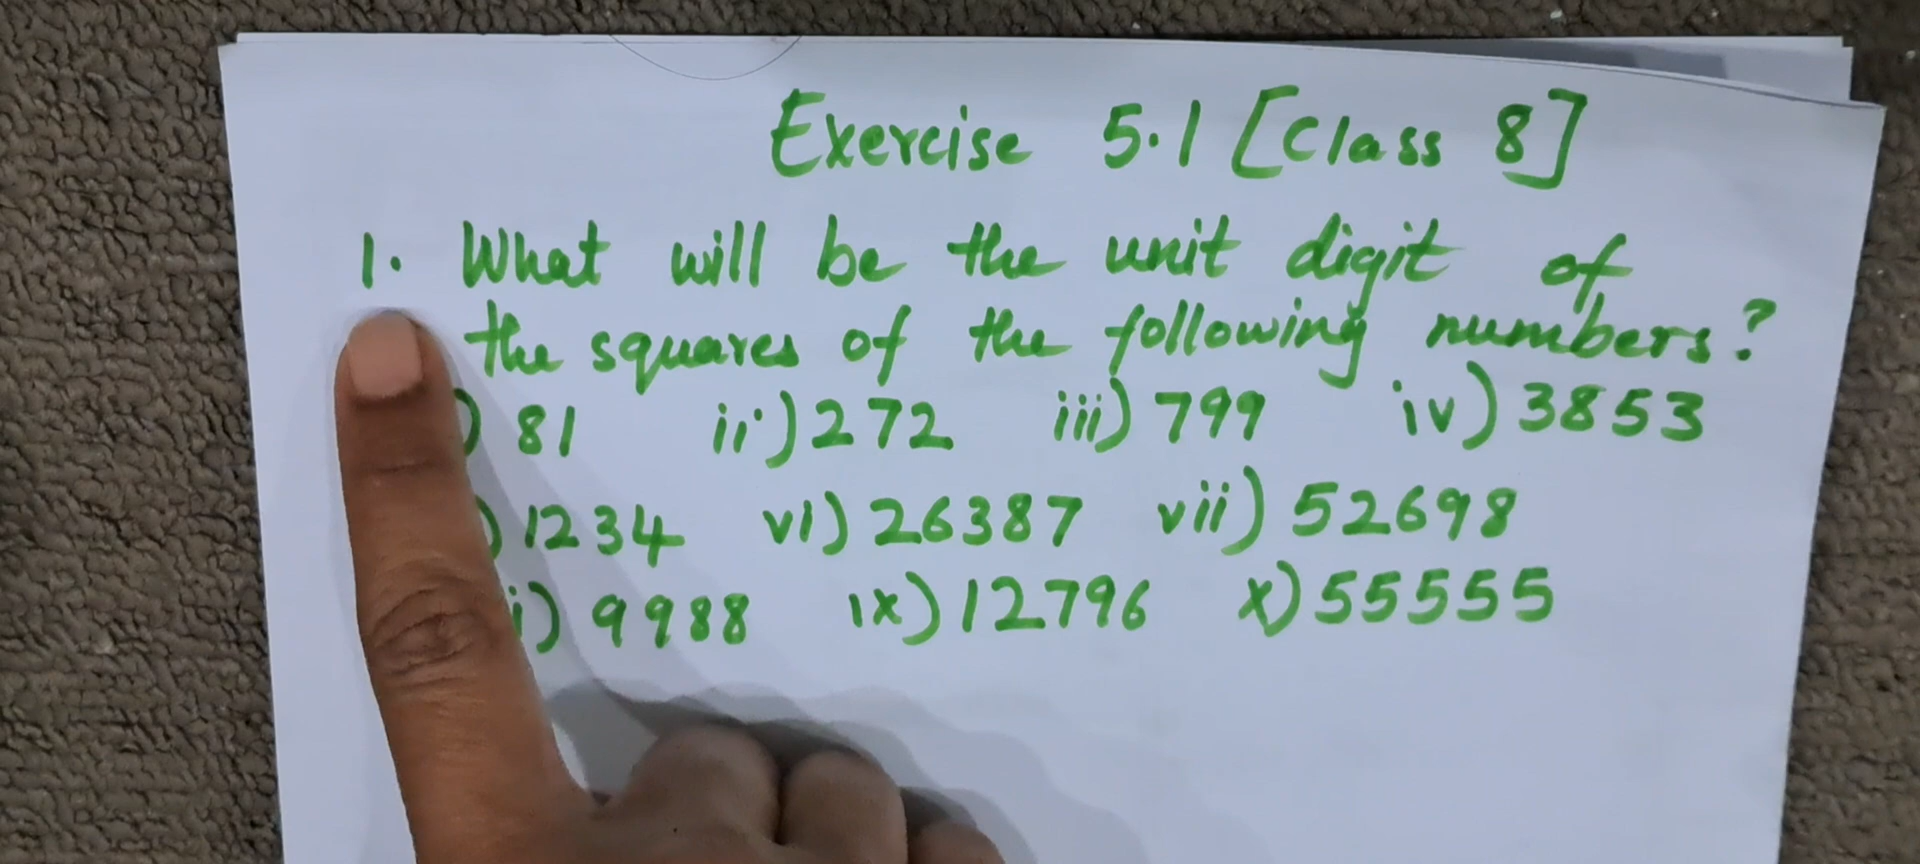 Exercise 5.1 [Class 8]
1. What will be the unit digit of
the squares of the following numbers?
) 81 ii) 272 iii) 799 iv) 3853
) 1234 vi) 26387 vii) 52698
i) 9988 ix) 12796 x) 55555